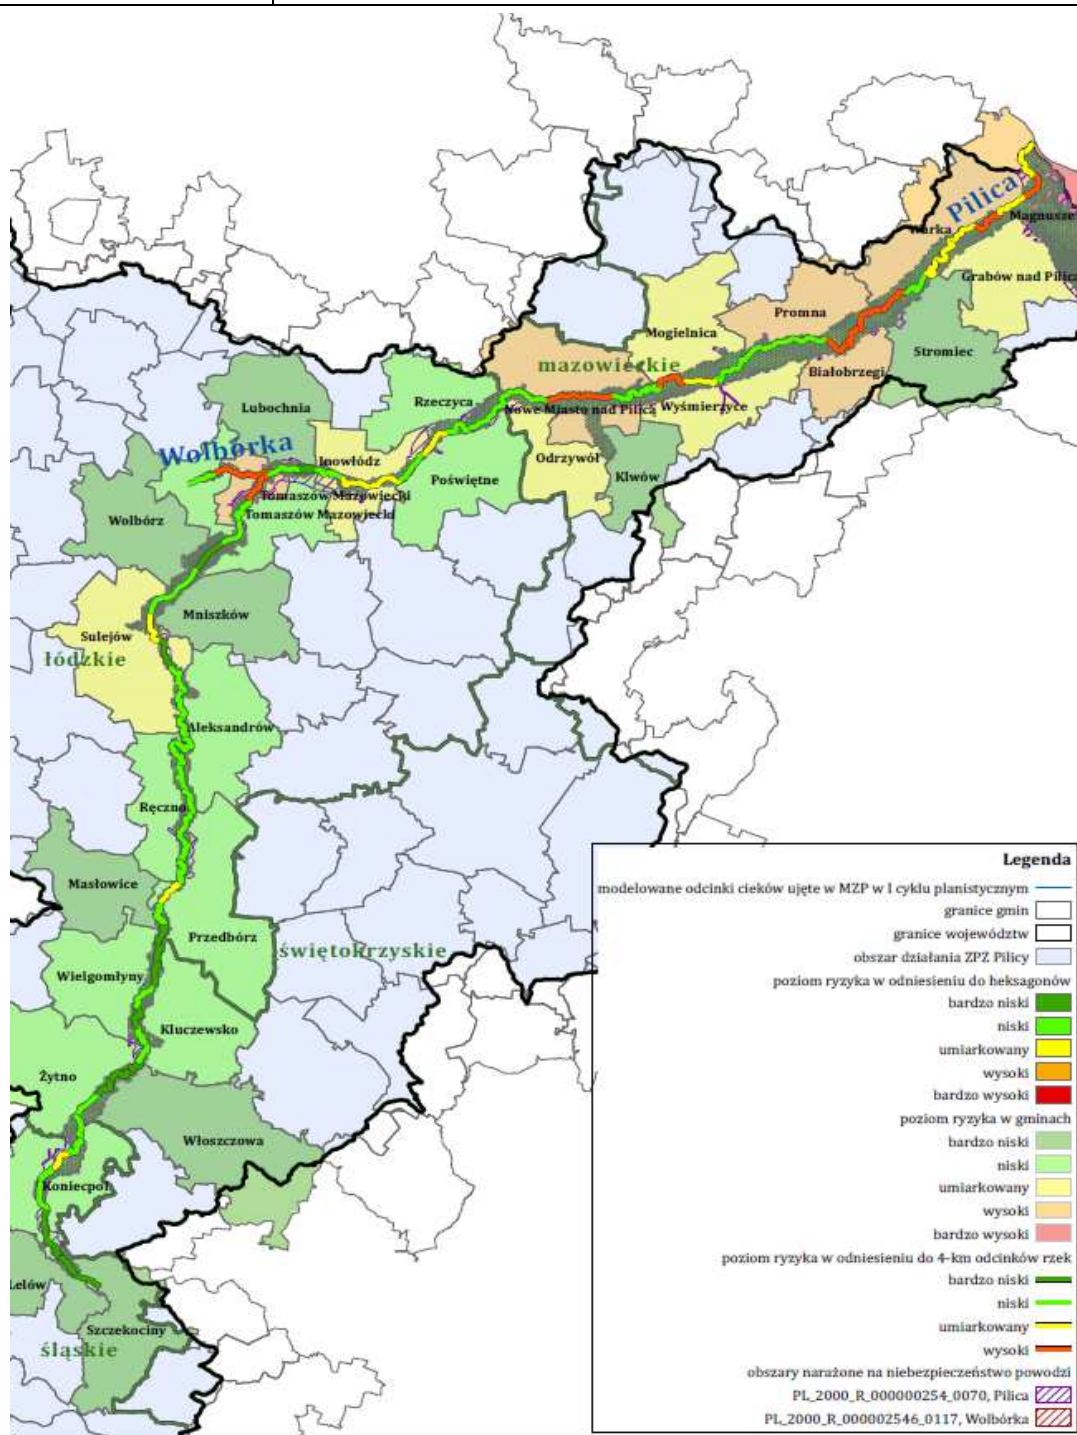 Pilica
Magnusze
Warka
Grabów nad Pilicą
Promna
Mogielnica
Stromiec
mazowieckie
Białobrzegi
Rzeczyca
Nowe Miasto nad Pilicą
Wyśmierzyce
Lubochnia
Wolbórka
Inowłódz
Odrzywół
Klwów
Poświętne
Tomaszów Mazowiecki
Tomaszów Mazowiecki
Wolbórz
Mniszków
Sulejów
łódzkie
Aleksandrów
Ręczno
Masłowice
Przedbórz
świętokrzyskie
Wielgomłyny
Kluczewsko
Żytno
Włoszczowa
Koniecpol
Lelów
Szczekociny
śląskie
Legenda
modelowane odcinki cieków ujęte w MZP w I cyklu planistycznym
granice gmin
granice województw
obszar działania ZPZ Pilicy
poziom ryzyka w odniesieniu do heksagonów
bardzo niski
niski
umiarkowany
wysoki
bardzo wysoki
poziom ryzyka w gminach
bardzo niski
niski
umiarkowany
wysoki
bardzo wysoki
poziom ryzyka w odniesieniu do 4-km odcinków rzek
bardzo niski
niski
umiarkowany
wysoki
obszary narażone na niebezpieczeństwo powodzi
PL_2000_R_000000254_0070, Pilica
PL_2000_R_000002546_0117, Wolbórka